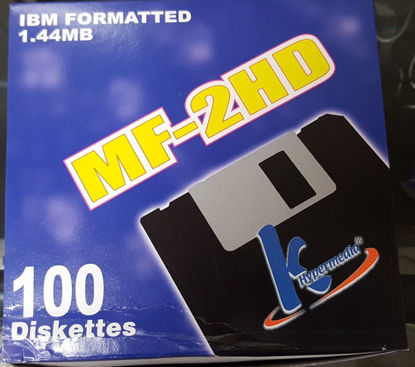 IBM FORMATTED
1.44MB
MF-2HD
K
Hypermedia®
100
Diskettes